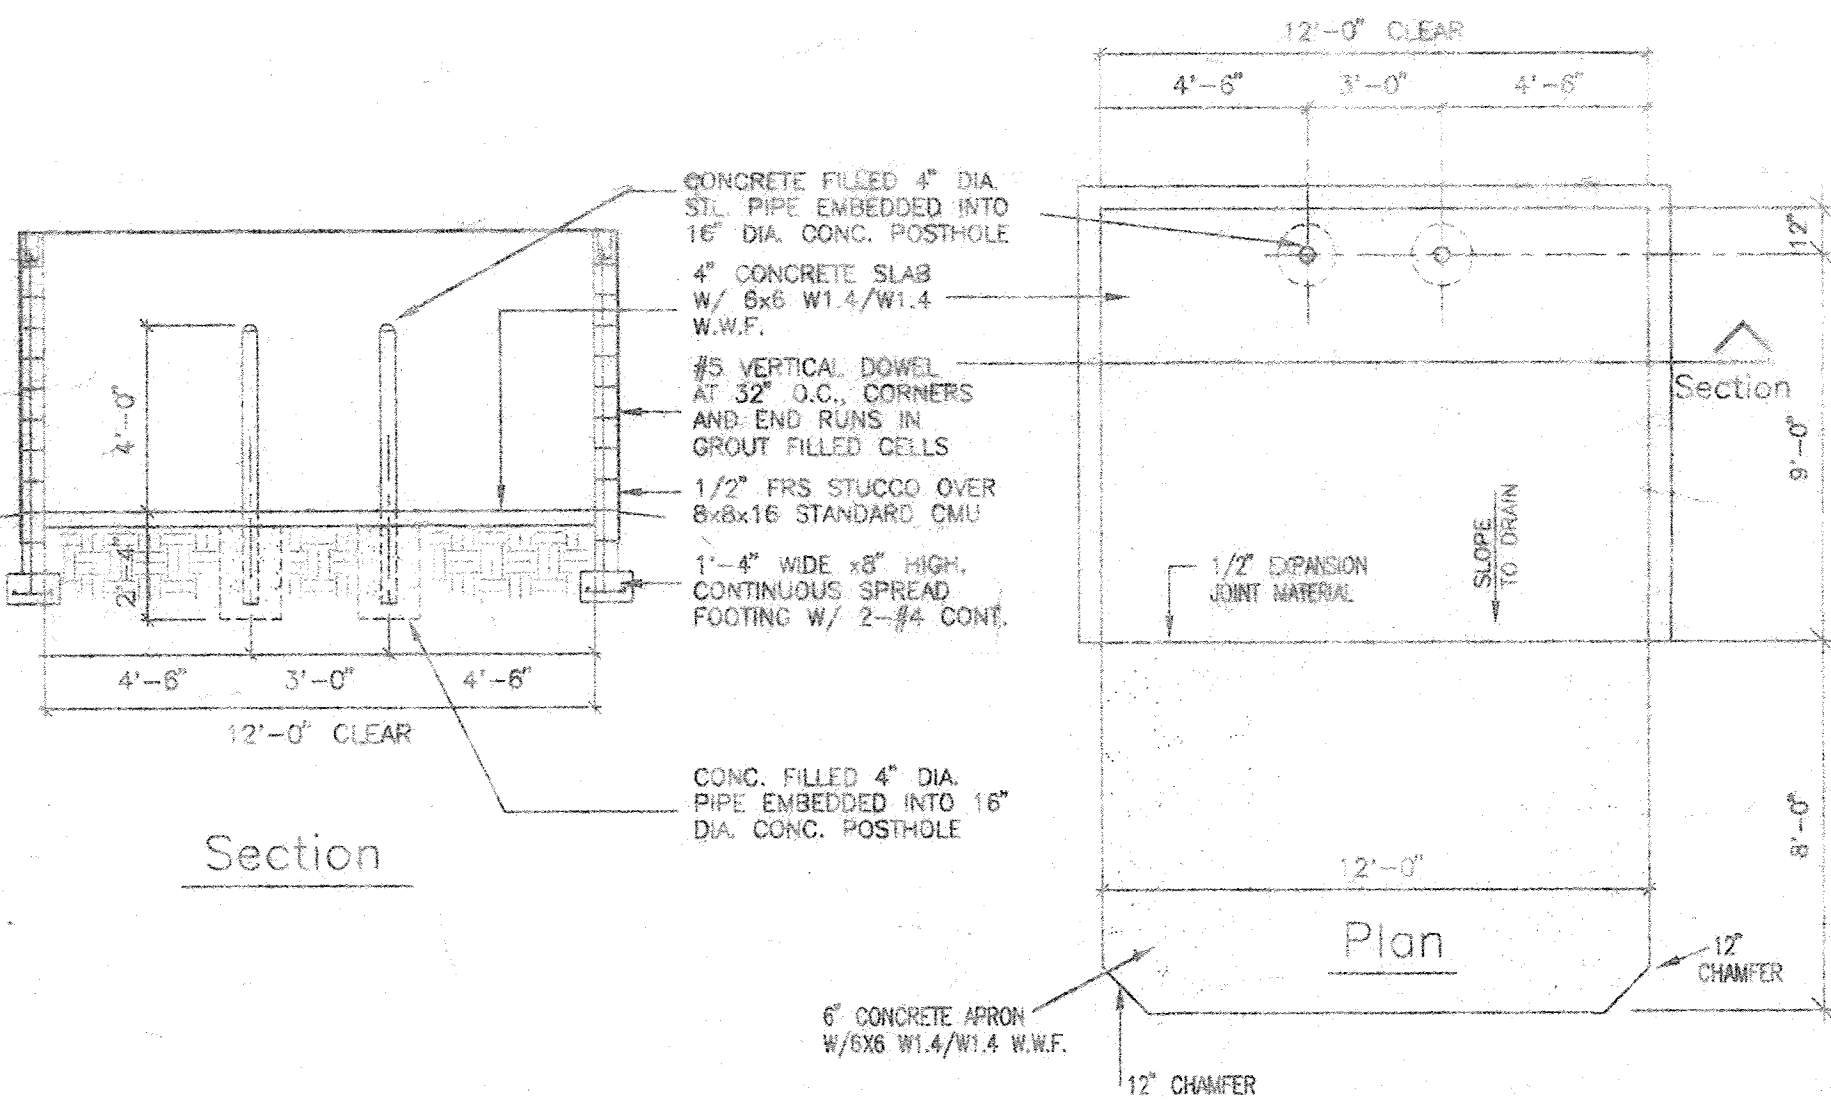 12'-0" CLEAR
4'-6"
3'-0"
4'-6"
CONCRETE FILLED 4" DIA.
STL. PIPE EMBEDDED INTO
16" DIA. CONC. POSTHOLE
12"
4" CONCRETE SLAB
W/ 6x6 W1.4/W1.4
W.W.F.
#5 VERTICAL DOWEL
AT 32" O.C., CORNERS
AND END RUNS IN
GROUT FILLED CELLS
Section
4'-0"
9'-0"
1/2" FRS STUCCO OVER
8x8x16 STANDARD CMU
SLOPE
TO DRAIN
2'-4"
1'-4" WIDE x8" HIGH,
CONTINUOUS SPREAD
FOOTING W/ 2-#4 CONT.
1/2" EXPANSION
JOINT MATERIAL
4'-6"
3'-0"
4'-6"
12'-0" CLEAR
CONC. FILLED 4" DIA.
PIPE EMBEDDED INTO 16"
DIA. CONC. POSTHOLE
8'-0"
Section
12'-0"
Plan
12"
CHAMFER
6" CONCRETE APRON
W/6X6 W1.4/W1.4 W.W.F.
12" CHAMFER